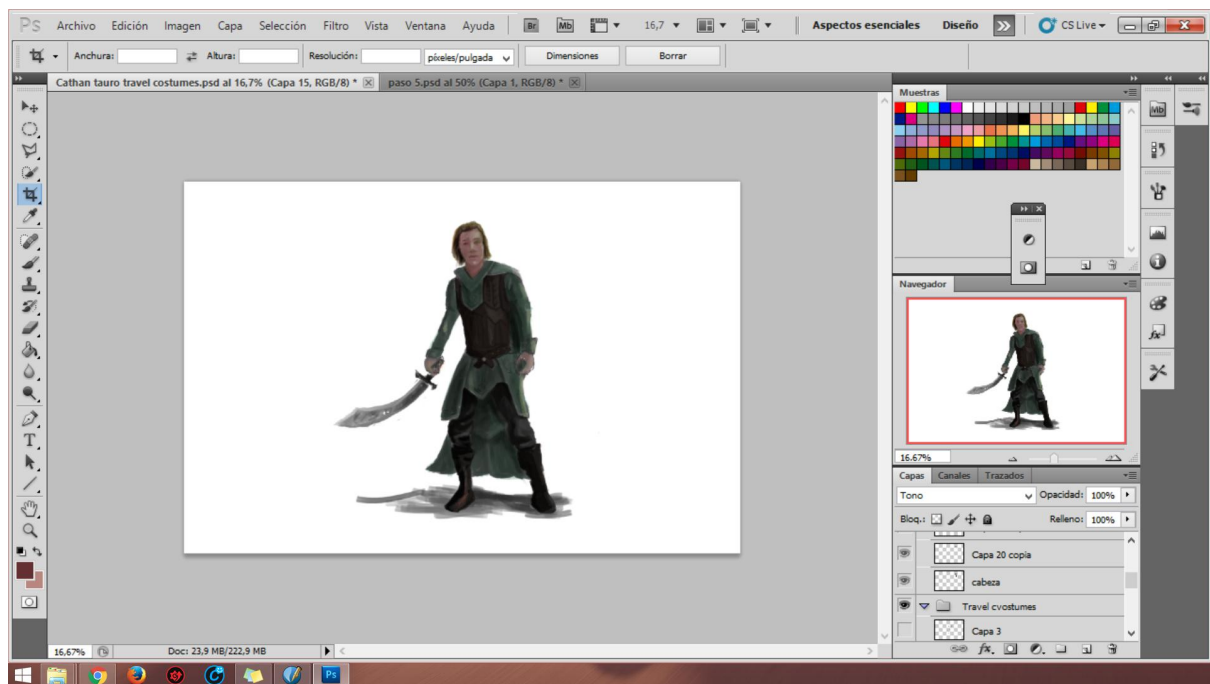 PS Archivo Edición Imagen Capa Selección Filtro Vista Ventana Ayuda Br Mb 16,7 Aspectos esenciales Diseño CS Live
Anchura: Altura: Resolución: píxeles/pulgada Dimensiones Borrar
Cathan tauro travel costumes.psd al 16,7% (Capa 15, RGB/8) * paso 5.psd al 50% (Capa 1, RGB/8) *
Muestras
Mb
Navegador
16.67%
Capas Canales Trazados
Tono Opacidad: 100%
Bloq.: Relleno: 100%
Capa 20 copia
cabeza
Travel cvostumes
Capa 3
16,67% Doc: 23,9 MB/222,9 MB
fx.
Ps